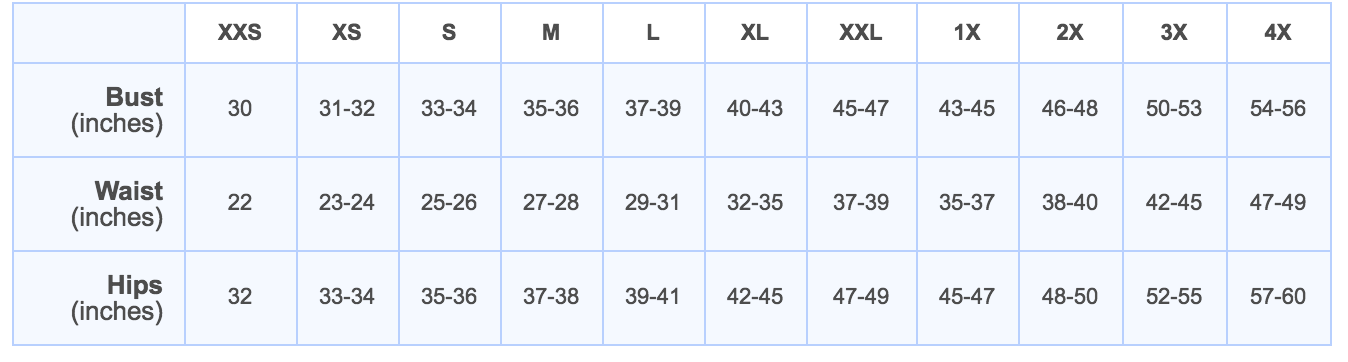 XXS XS S M L XL XXL 1X 2X 3X 4X
Bust
(inches) 30 31-32 33-34 35-36 37-39 40-43 45-47 43-45 46-48 50-53 54-56
Waist
(inches) 22 23-24 25-26 27-28 29-31 32-35 37-39 35-37 38-40 42-45 47-49
Hips
(inches) 32 33-34 35-36 37-38 39-41 42-45 47-49 45-47 48-50 52-55 57-60